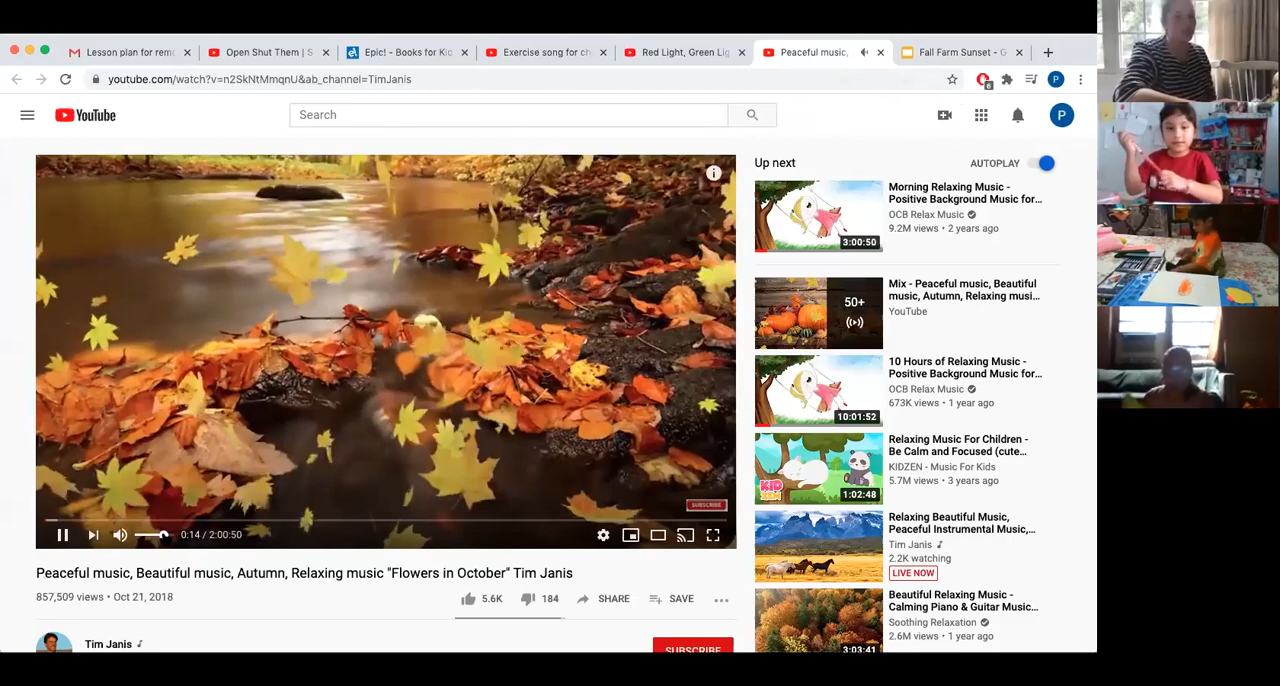 Lesson plan for rem
Open Shut Them | S
Epic! - Books for Kic
Exercise song for ch
Red Light, Green Lig
Peaceful music,
Fall Farm Sunset - G
youtube.com/watch?v=n2SkNtMmqnU&ab_channel=TimJanis
6
P
YouTube
Search
P
SUBSCRIBE
0:14 / 2:00:50
Peaceful music, Beautiful music, Autumn, Relaxing music "Flowers in October" Tim Janis
857,509 views • Oct 21, 2018
5.6K
184
SHARE
SAVE
Tim Janis
SUBSCRIBE
Up next
AUTOPLAY
3:00:50
Morning Relaxing Music -
Positive Background Music for...
OCB Relax Music
9.2M views • 2 years ago
50+
Mix - Peaceful music, Beautiful
music, Autumn, Relaxing musi...
YouTube
10:01:52
10 Hours of Relaxing Music -
Positive Background Music for...
OCB Relax Music
673K views • 1 year ago
KID
ZEN
1:02:48
Relaxing Music For Children -
Be Calm and Focused (cute...
KIDZEN - Music For Kids
5.7M views • 3 years ago
Relaxing Beautiful Music,
Peaceful Instrumental Music,...
Tim Janis
2.2K watching
LIVE NOW
3:03:41
Beautiful Relaxing Music -
Calming Piano & Guitar Music...
Soothing Relaxation
2.6M views • 1 year ago